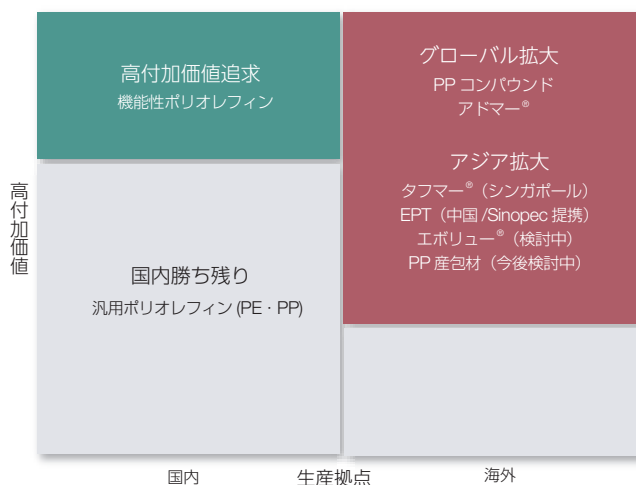 高付加価値追求
機能性ポリオレフィン
グローバル拡大
PP コンパウンド
アドマー®
アジア拡大
タフマー®（シンガポール）
EPT（中国 /Sinopec 提携）
エボリュー®（検討中）
PP 産包材（今後検討中）
高付加価値
国内勝ち残り
汎用ポリオレフィン (PE・PP)
国内
生産拠点
海外